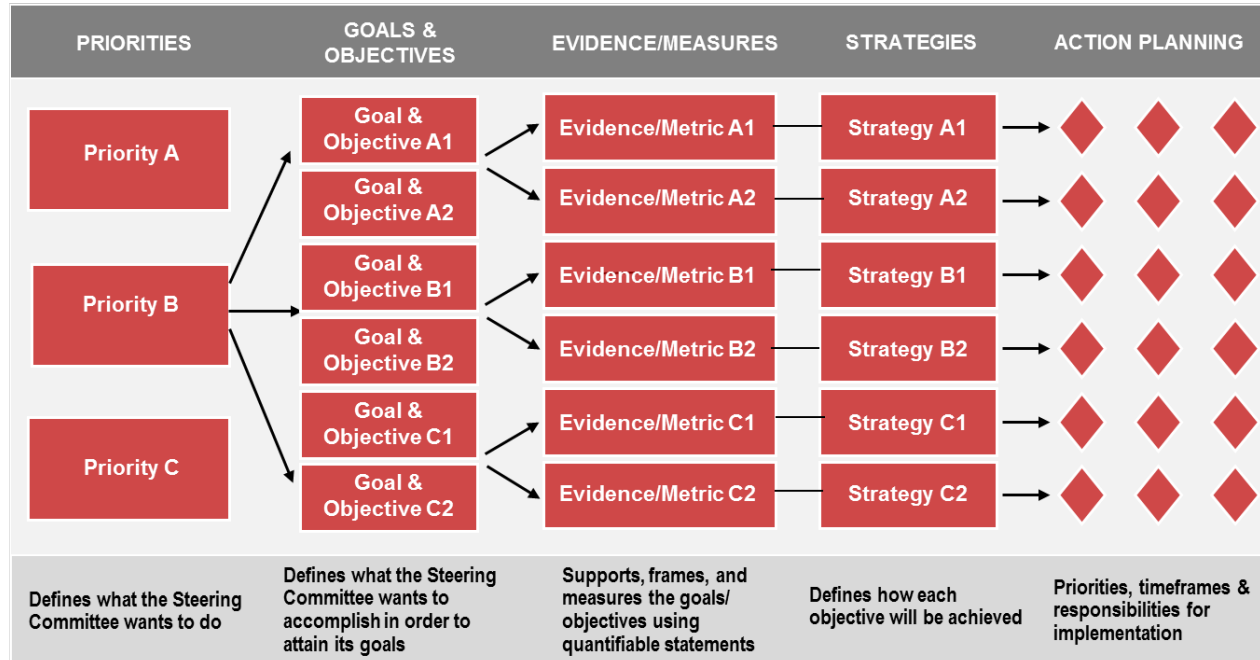 PRIORITIES
GOALS &
OBJECTIVES
EVIDENCE/MEASURES
STRATEGIES
ACTION PLANNING
Priority A
Priority B
Priority C
Goal &
Objective A1
Goal &
Objective A2
Goal &
Objective B1
Goal &
Objective B2
Goal &
Objective C1
Goal &
Objective C2
Evidence/Metric A1
Evidence/Metric A2
Evidence/Metric B1
Evidence/Metric B2
Evidence/Metric C1
Evidence/Metric C2
Strategy A1
Strategy A2
Strategy B1
Strategy B2
Strategy C1
Strategy C2
Defines what the Steering
Committee wants to do
Defines what the Steering
Committee wants to
accomplish in order to
attain its goals
Supports, frames, and
measures the goals/
objectives using
quantifiable statements
Defines how each
objective will be achieved
Priorities, timeframes &
responsibilities for
implementation